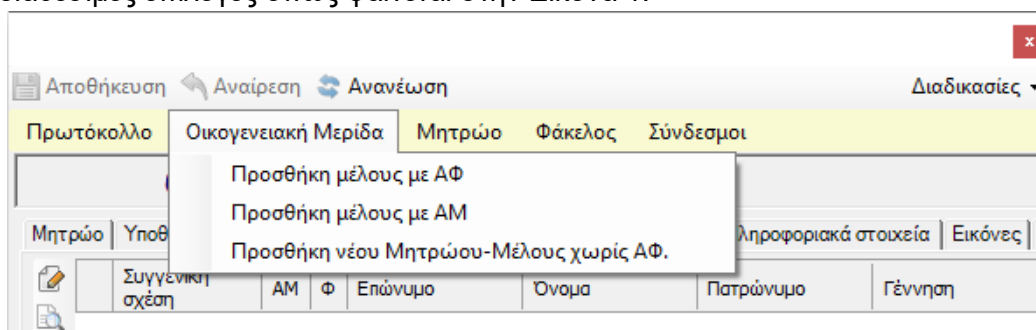 x
Αποθήκευση Αναίρεση Ανανέωση Διαδικασίες
Πρωτόκολλο Οικογενειακή Μερίδα Μητρώο Φάκελος Σύνδεσμοι
Προσθήκη μέλους με ΑΦ
Προσθήκη μέλους με ΑΜ
Μητρώο Υποθ ληροφοριακά στοιχεία Εικόνες
Προσθήκη νέου Μητρώου-Μέλους χωρίς ΑΦ.
Συγγενική
σχέση ΑΜ Φ Επώνυμο Όνομα Πατρώνυμο Γέννηση